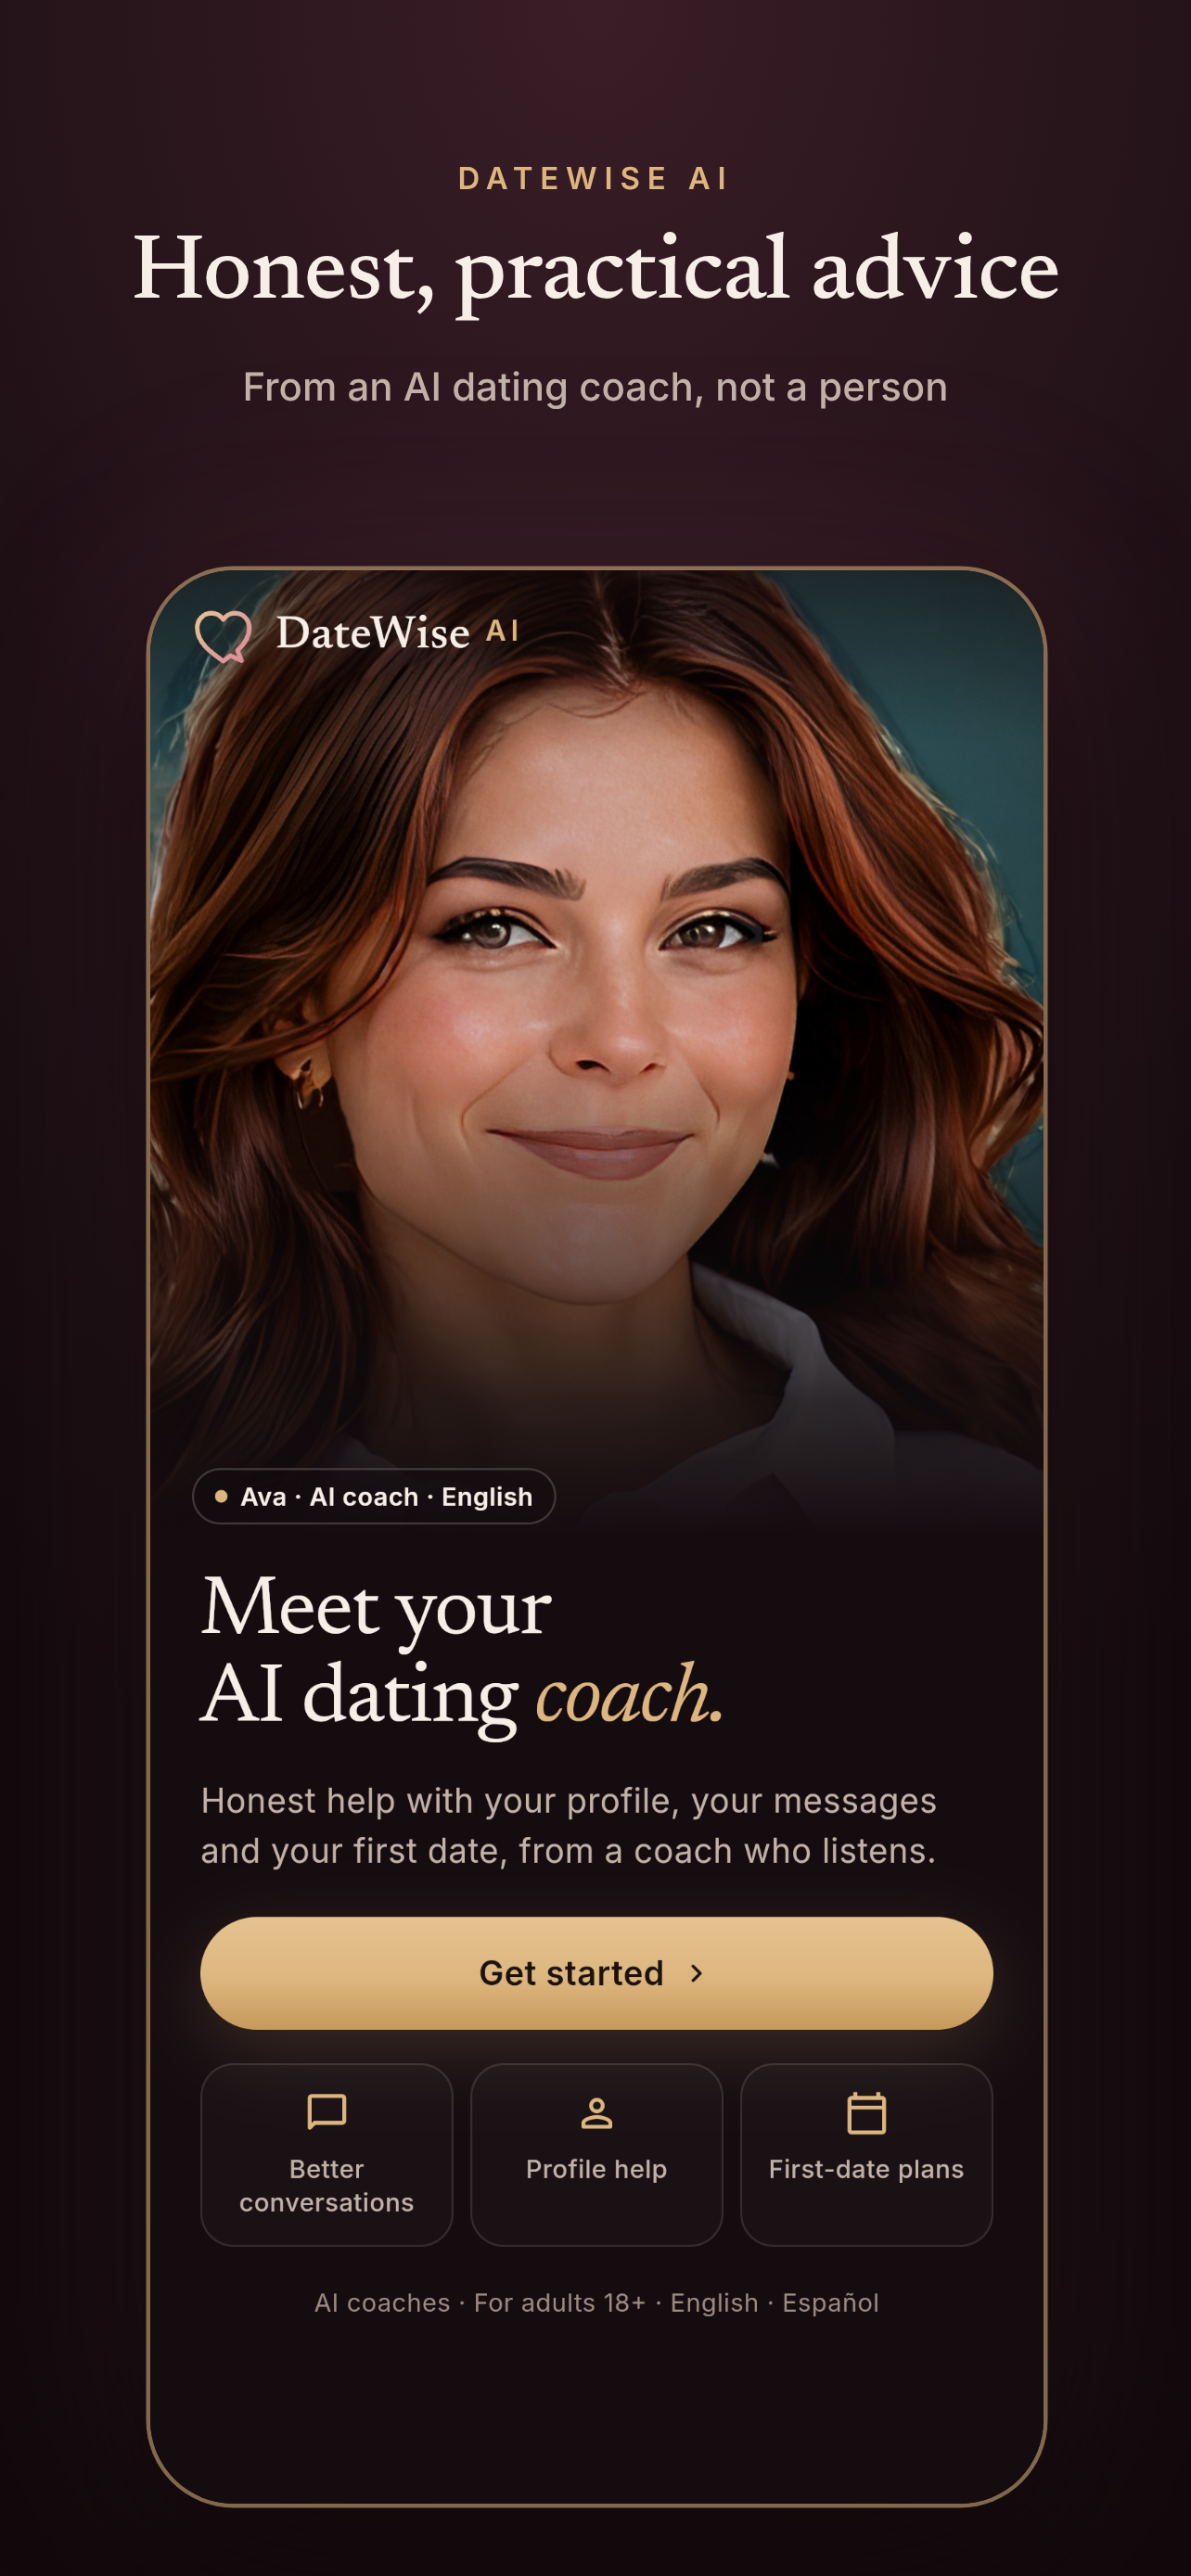 DATEWISE AI
Honest, practical advice
From an AI dating coach, not a person
DateWise AI
Ava · AI coach · English
Meet your
AI dating coach.
Honest help with your profile, your messages
and your first date, from a coach who listens.
Get started
Better
conversations
Profile help
First-date plans
AI coaches · For adults 18+ · English · Español